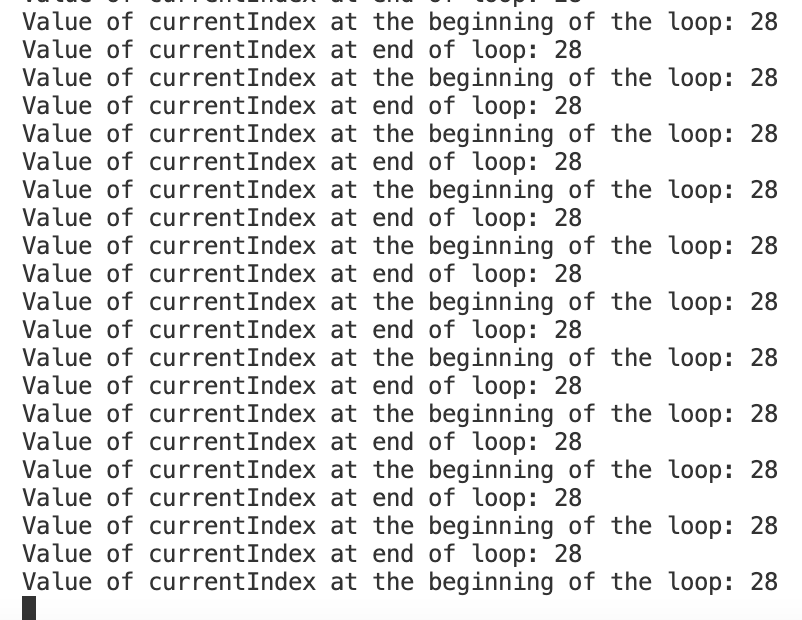 Value of currentIndex at end of loop: 28
Value of currentIndex at the beginning of the loop: 28
Value of currentIndex at end of loop: 28
Value of currentIndex at the beginning of the loop: 28
Value of currentIndex at end of loop: 28
Value of currentIndex at the beginning of the loop: 28
Value of currentIndex at end of loop: 28
Value of currentIndex at the beginning of the loop: 28
Value of currentIndex at end of loop: 28
Value of currentIndex at the beginning of the loop: 28
Value of currentIndex at end of loop: 28
Value of currentIndex at the beginning of the loop: 28
Value of currentIndex at end of loop: 28
Value of currentIndex at the beginning of the loop: 28
Value of currentIndex at end of loop: 28
Value of currentIndex at the beginning of the loop: 28
Value of currentIndex at end of loop: 28
Value of currentIndex at the beginning of the loop: 28
Value of currentIndex at end of loop: 28
Value of currentIndex at the beginning of the loop: 28
Value of currentIndex at end of loop: 28
Value of currentIndex at the beginning of the loop: 28